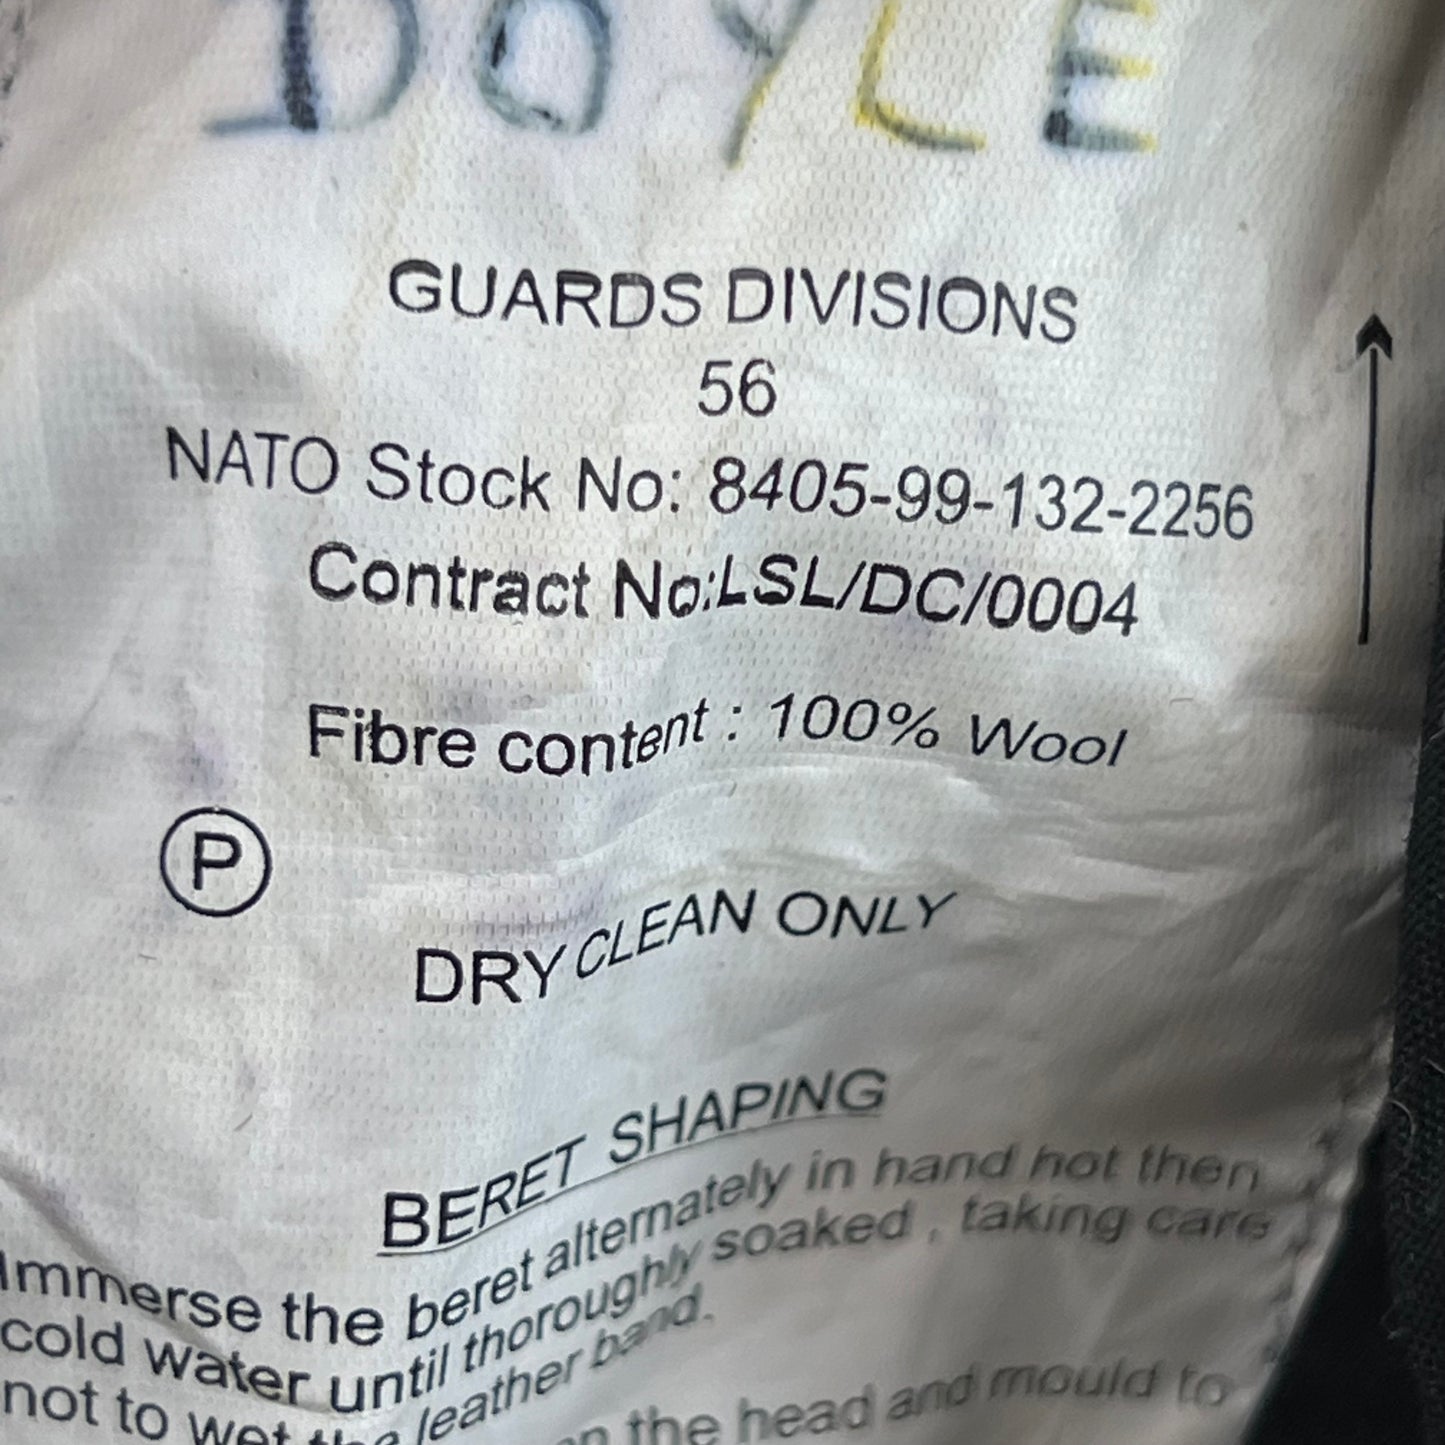 DOYLE
GUARDS DIVISIONS
56
NATO Stock No: 8405-99-132-2256
Contract No:LSL/DC/0004
Fibre content : 100% Wool
P
DRY CLEAN ONLY
BERET SHAPING
Immerse the beret alternately in hand hot then
cold water until thoroughly soaked , taking care
not to wet the leather band.
the head and mould to